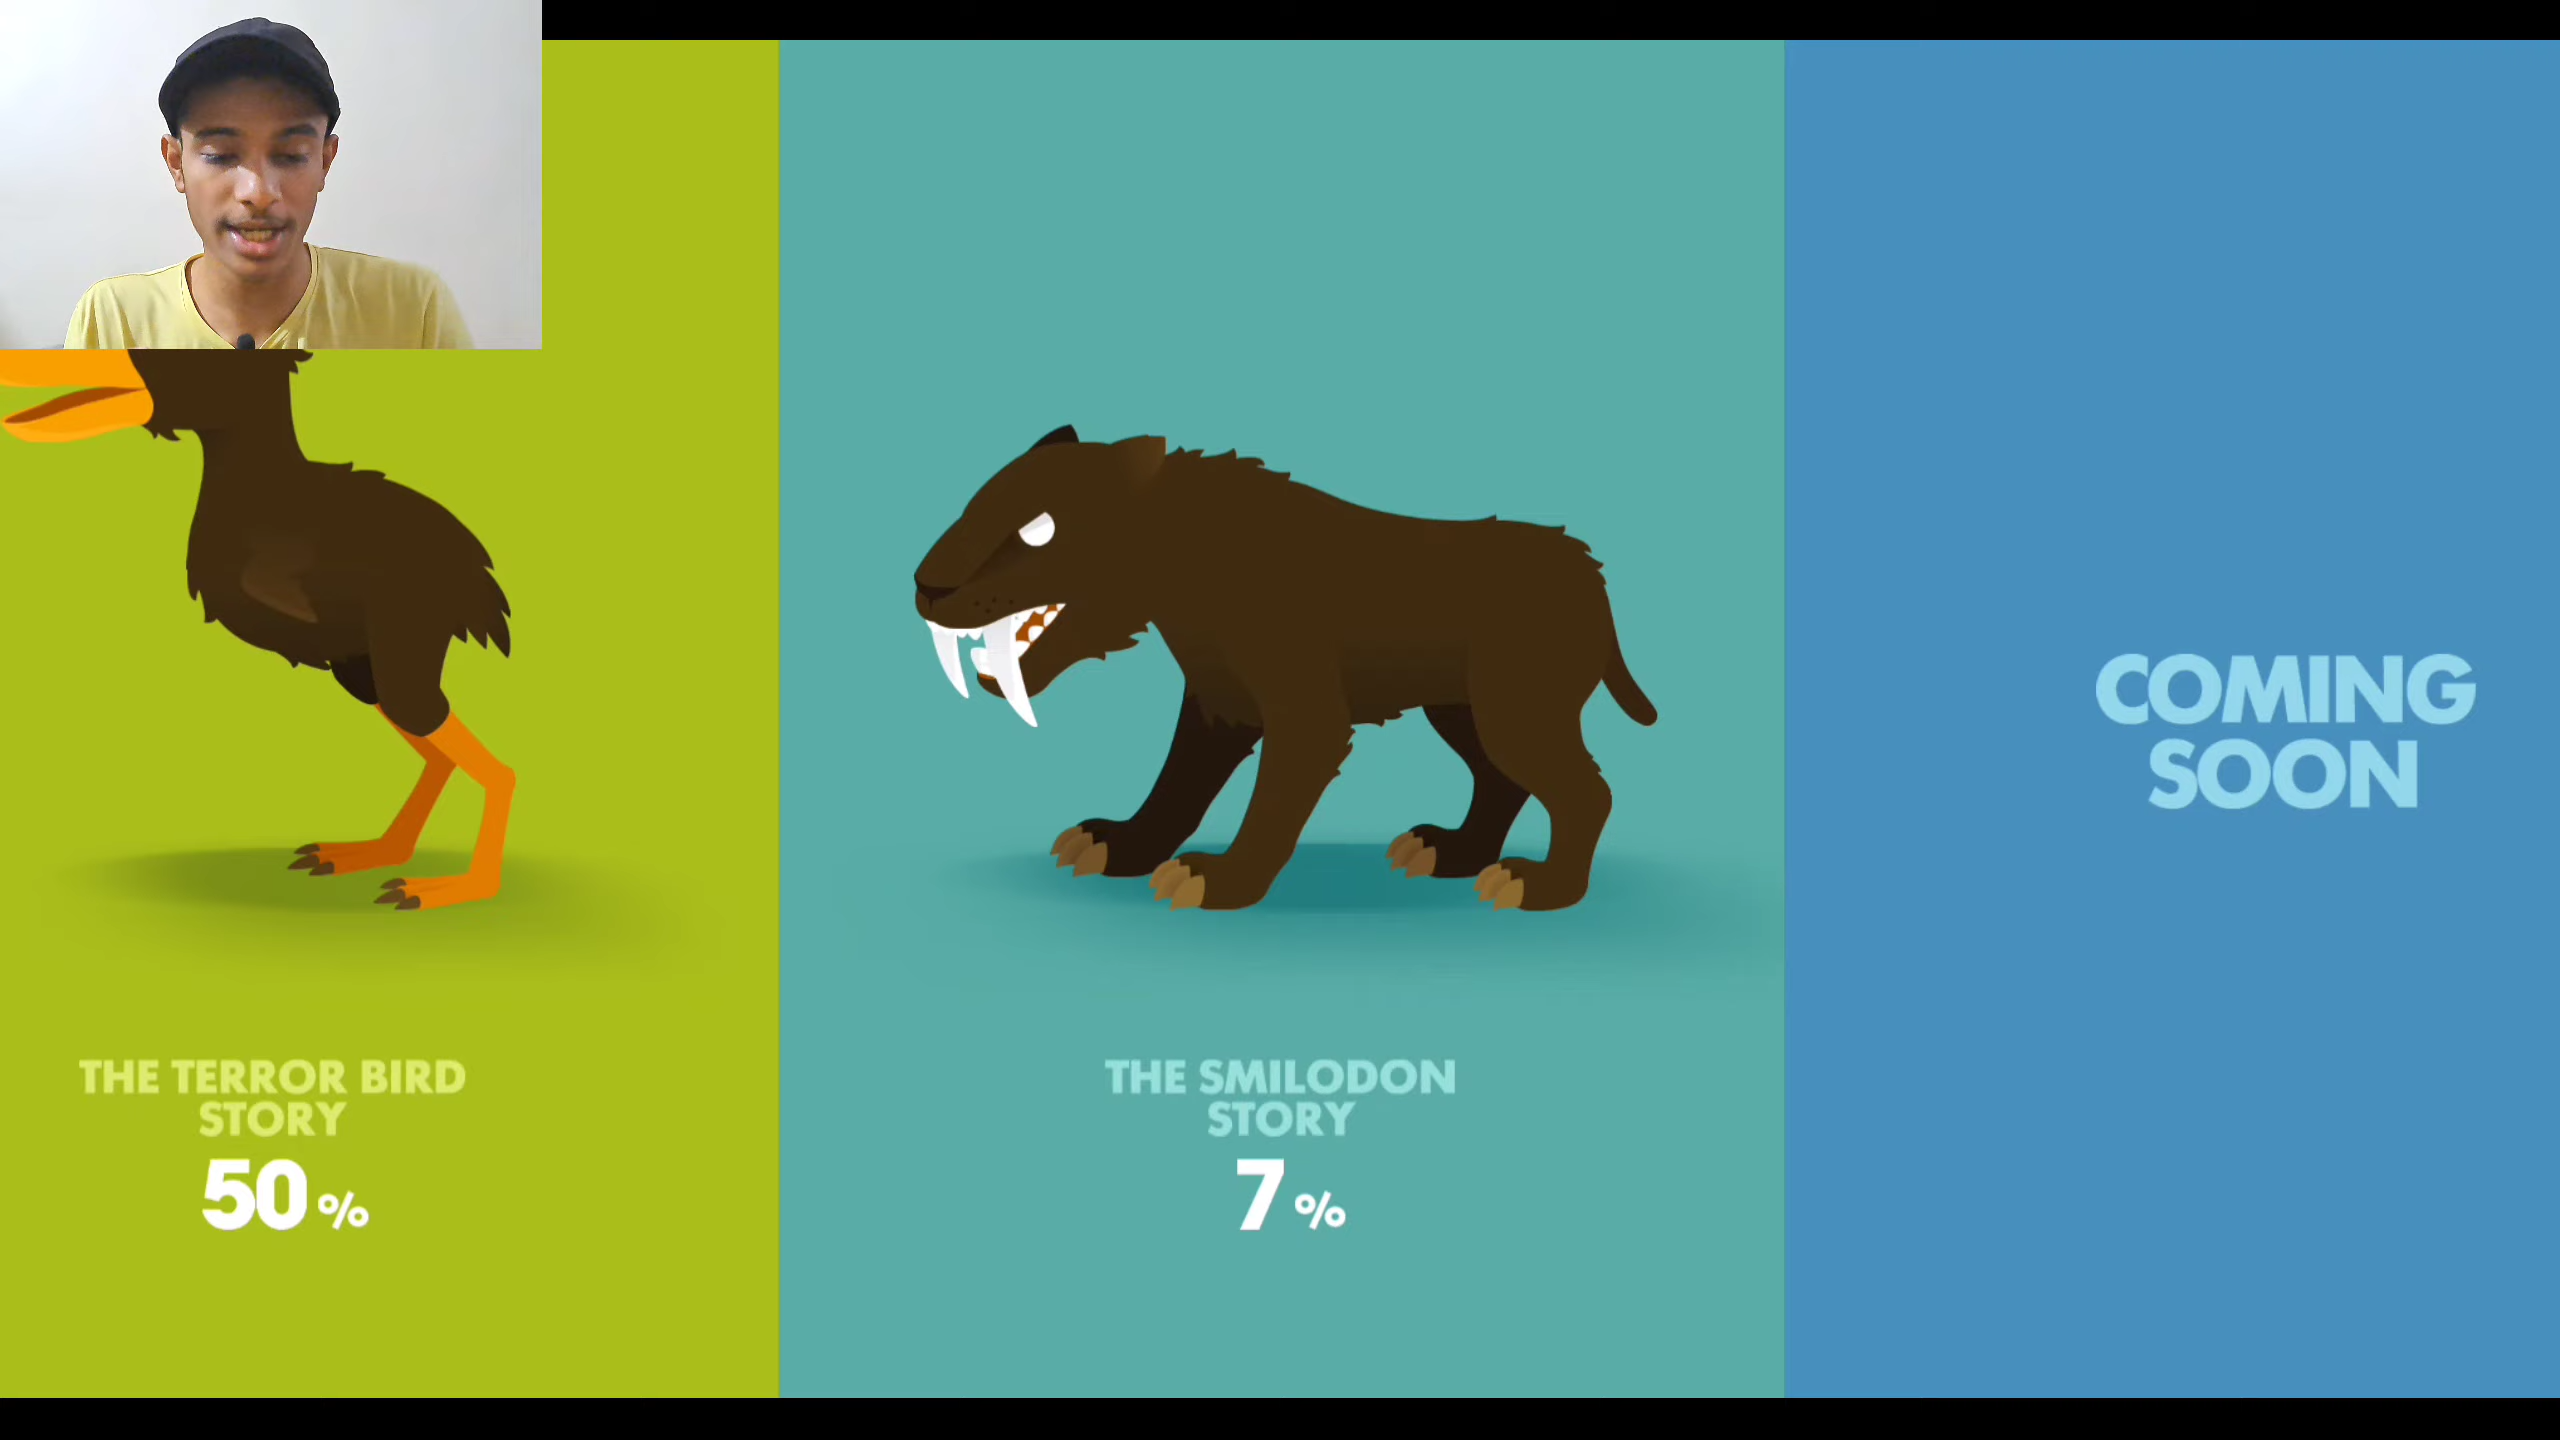 THE TERROR BIRD
STORY
50 %
THE SMILODON
STORY
7 %
COMING
SOON